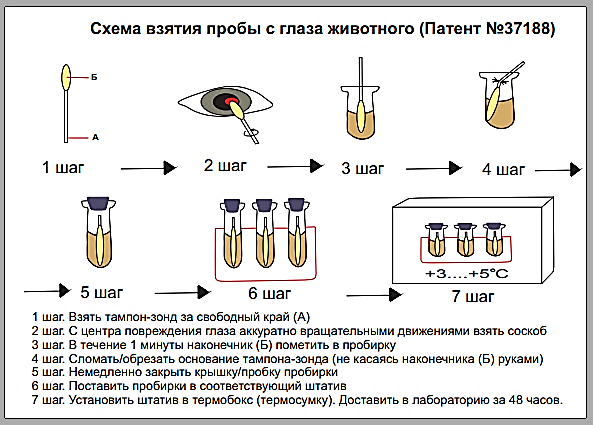 Схема взятия пробы с глаза животного (Патент №37188)
Б
А
1 шаг
2 шаг
3 шаг
4 шаг
5 шаг
6 шаг
+3....+5°С
7 шаг
1 шаг. Взять тампон-зонд за свободный край (А)
2 шаг. С центра повреждения глаза аккуратно вращательными движениями взять соскоб
3 шаг. В течение 1 минуты наконечник (Б) пометить в пробирку
4 шаг. Сломать/обрезать основание тампона-зонда (не касаясь наконечника (Б) руками)
5 шаг. Немедленно закрыть крышку/пробку пробирки
6 шаг. Поставить пробирки в соответствующий штатив
7 шаг. Установить штатив в термобокс (термосумку). Доставить в лабораторию за 48 часов.